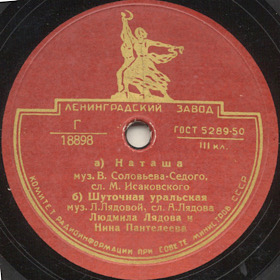 ЛЕНИНГРАДСКИЙ ЗАВОД
Г
18898
ГОСТ 5289-50
III кл.
а) Наташа
муз. В. Соловьева-Седого,
сл. М. Исаковского
б) Шуточная уральская
муз. Л. Лядовой, сл. А. Лядова
Людмила Лядова и
Нина Пантелеева
КОМИТЕТ РАДИОИНФОРМАЦИИ ПРИ СОВЕТЕ МИНИСТРОВ СССР